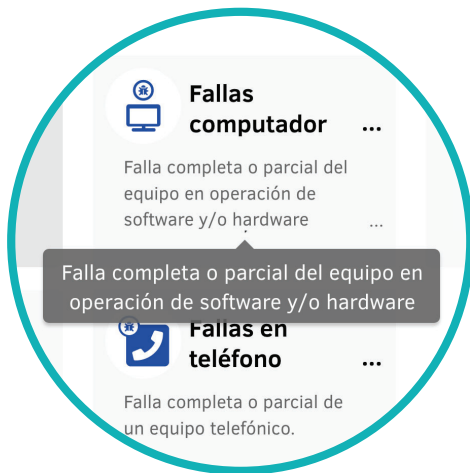 Fallas
computador ...
Falla completa o parcial del
equipo en operación de
software y/o hardware ...
Falla completa o parcial del equipo en
operación de software y/o hardware
Fallas en
teléfono ...
Falla completa o parcial de
un equipo telefónico.